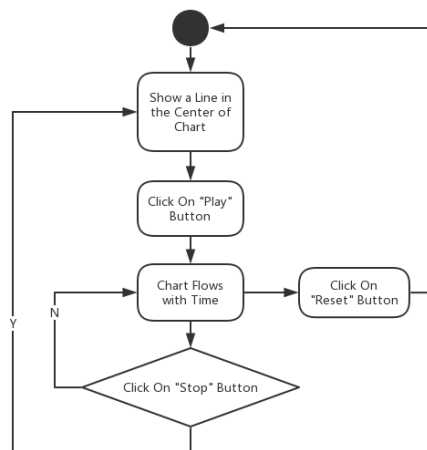 Show a Line in
the Center of
Chart
Click On "Play"
Button
Chart Flows
with Time
Click On
"Reset" Button
N
Y
Click On "Stop" Button